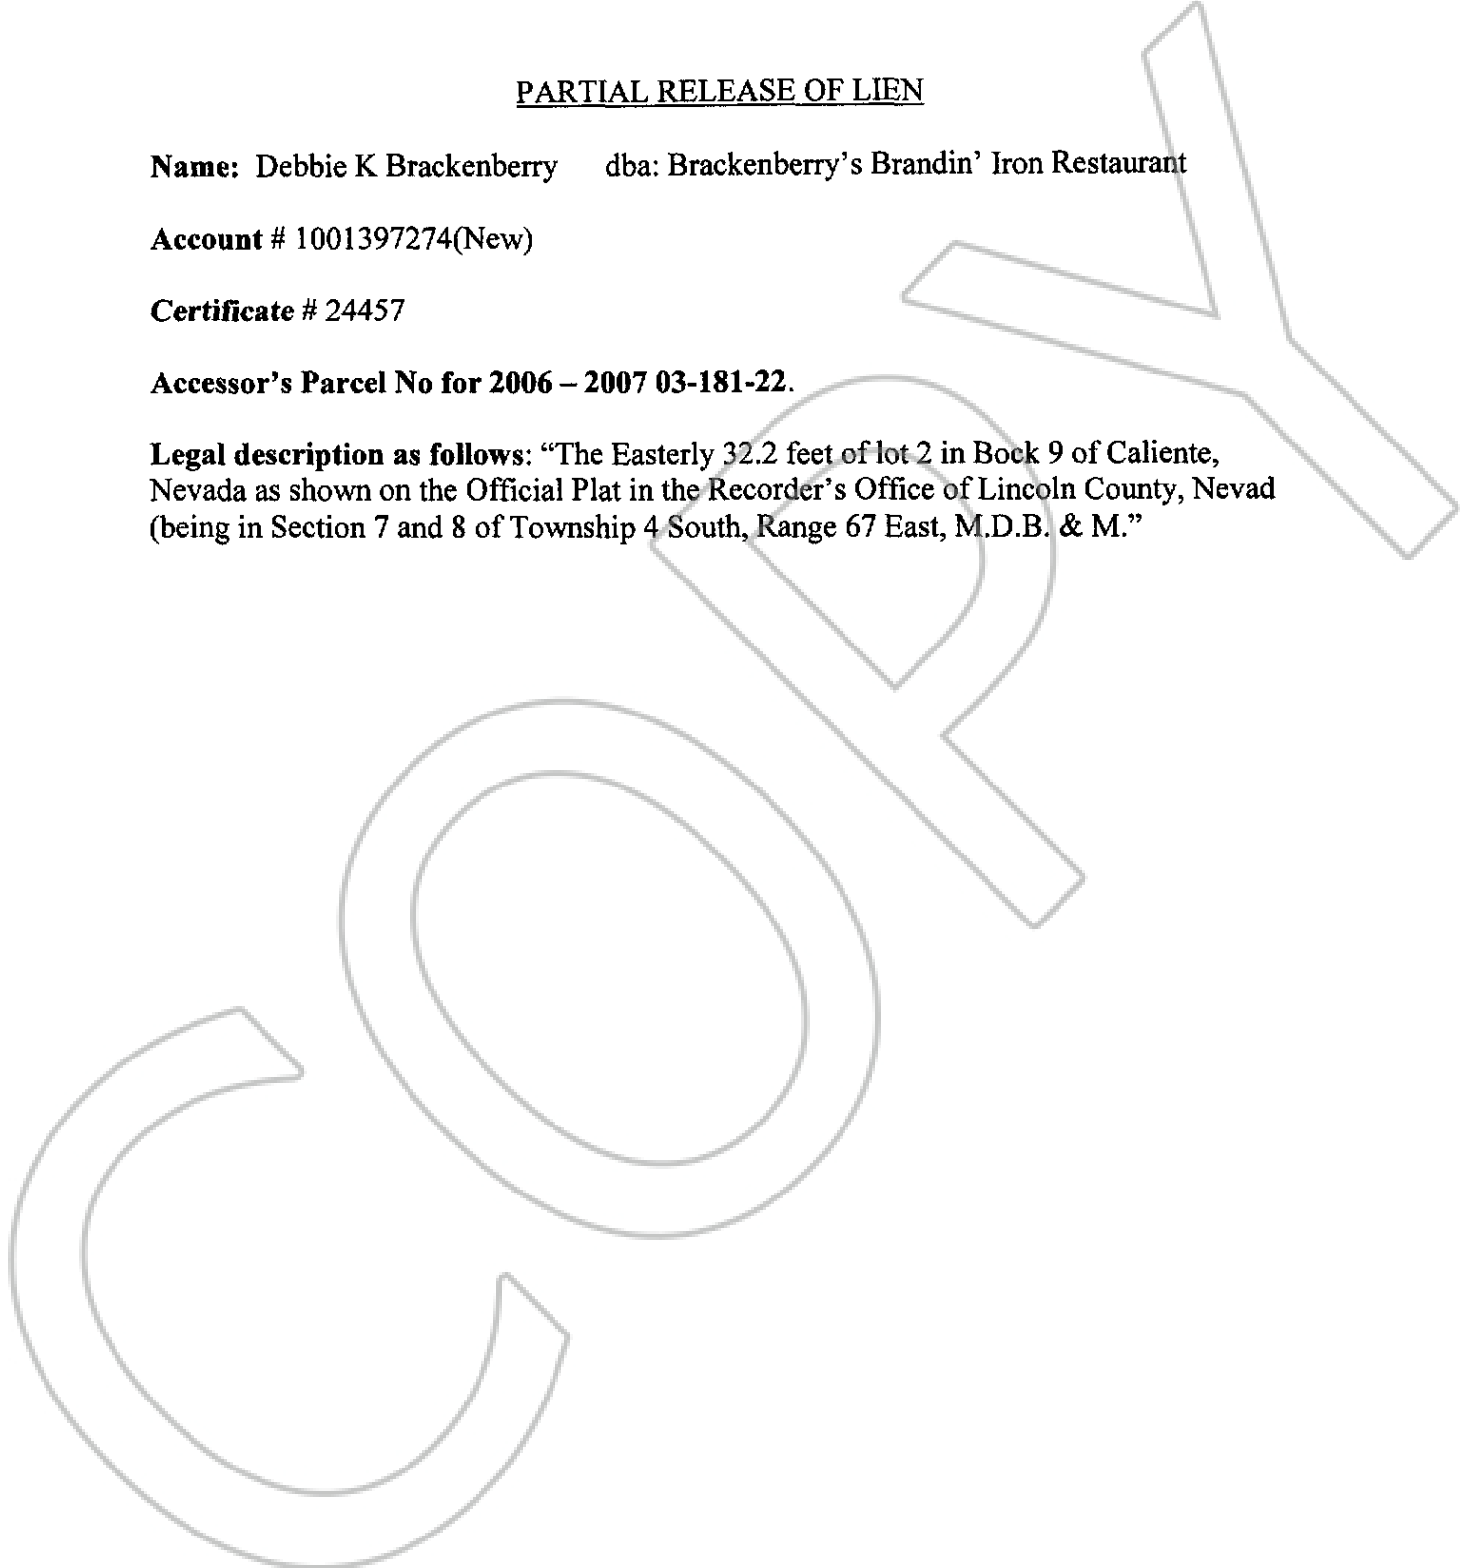 PARTIAL RELEASE OF LIEN
Name: Debbie K Brackenberry dba: Brackenberry's Brandin' Iron Restaurant
Account # 1001397274(New)
Certificate # 24457
Accessor's Parcel No for 2006 – 2007 03-181-22.
Legal description as follows: “The Easterly 32.2 feet of lot 2 in Bock 9 of Caliente,
Nevada as shown on the Official Plat in the Recorder's Office of Lincoln County, Nevad
(being in Section 7 and 8 of Township 4 South, Range 67 East, M.D.B. & M.”
COPY